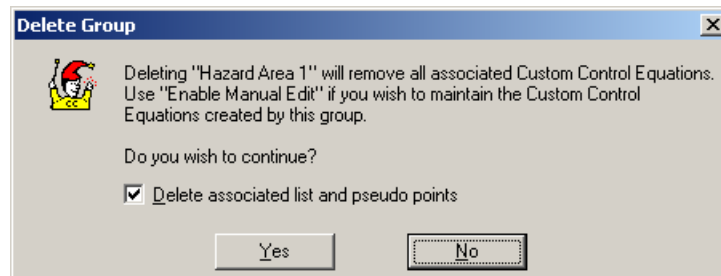 Delete Group
Deleting "Hazard Area 1" will remove all associated Custom Control Equations.
Use "Enable Manual Edit" if you wish to maintain the Custom Control
Equations created by this group.
Do you wish to continue?
Delete associated list and pseudo points
Yes
No
CC